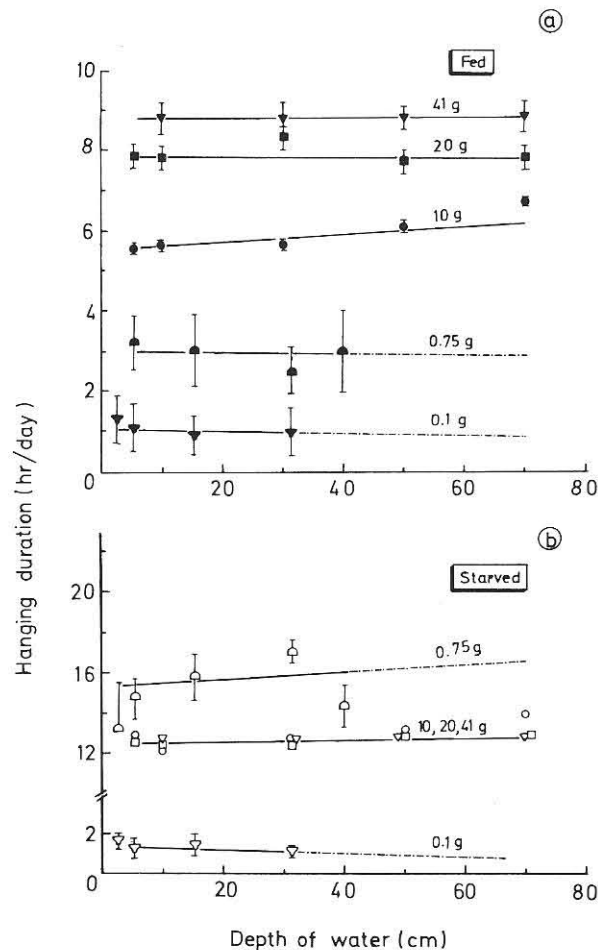 a
Fed
10
8
6
4
2
0
41 g
20 g
10 g
0.75 g
0.1 g
0
20
40
60
80
Hanging duration (hr/day)
b
Starved
20
16
12
2
0
0.75 g
10, 20, 41 g
0.1 g
0
20
40
60
80
Depth of water (cm)